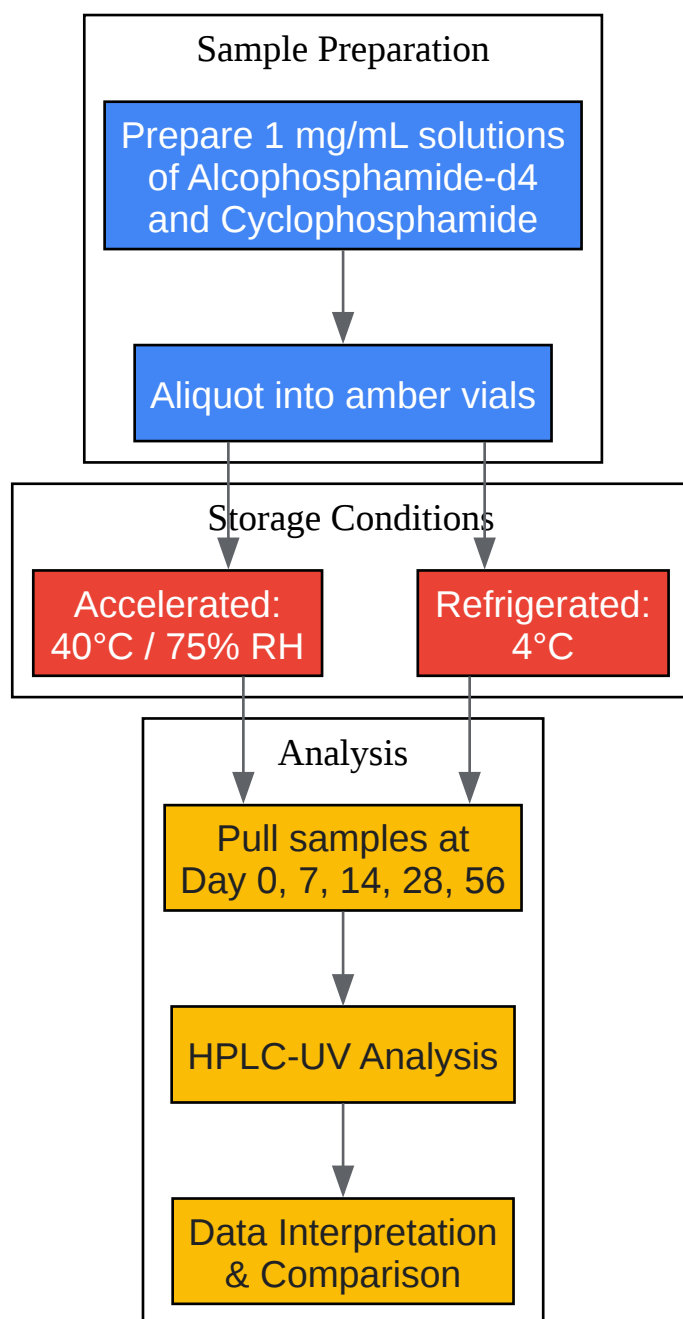 Sample Preparation
Prepare 1 mg/mL solutions
of Alcophosphamide-d4
and Cyclophosphamide
Aliquot into amber vials
Storage Conditions
Accelerated:
40°C / 75% RH
Refrigerated:
4°C
Analysis
Pull samples at
Day 0, 7, 14, 28, 56
HPLC-UV Analysis
Data Interpretation
& Comparison